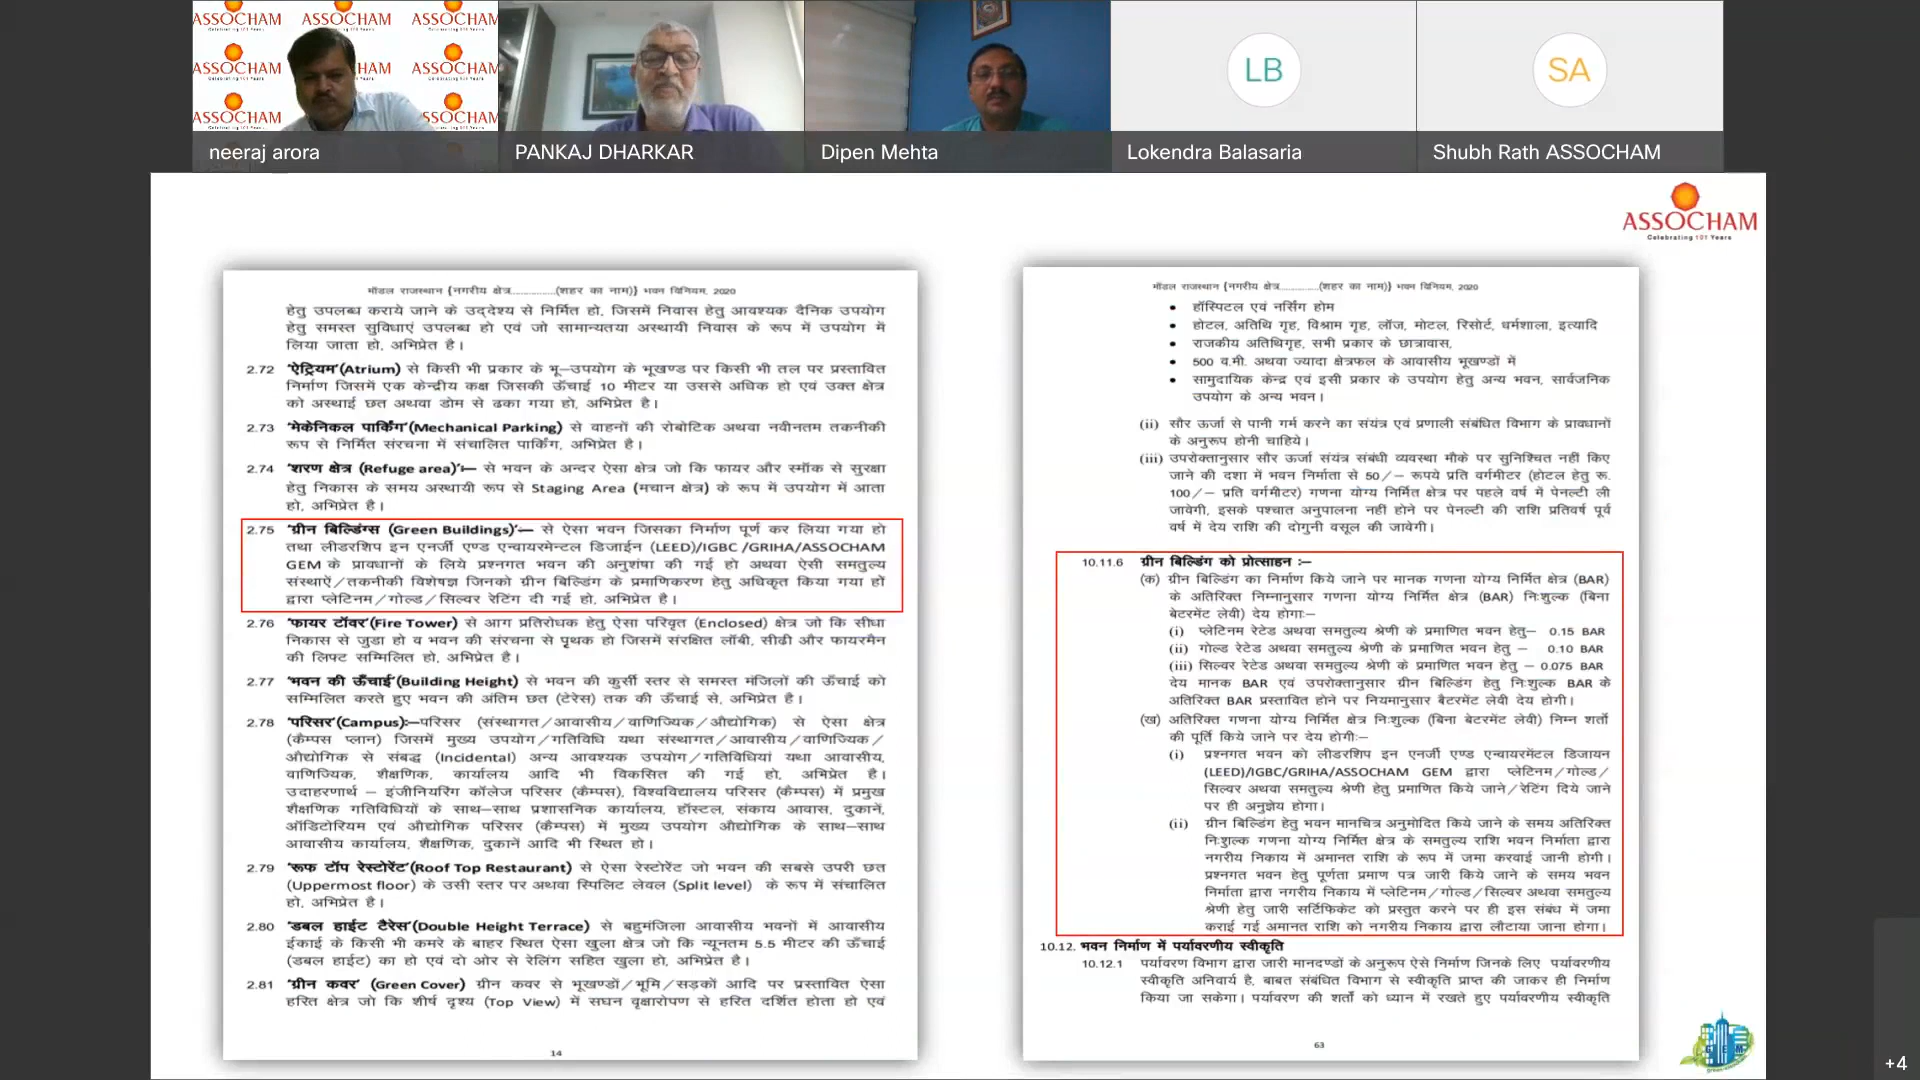 ASSOCHAM
ASSOCHAM
ASSOCHAM
ASSOCHAM
HAM
ASSOCHAM
ASSOCHAM
SSOCHAM
neeraj arora
PANKAJ DHARKAR
Dipen Mehta
LB
Lokendra Balasaria
SA
Shubh Rath ASSOCHAM
ASSOCHAM
Celebrating 101 Years
मॉडल राजस्थान {नगरीय क्षेत्र................(शहर का नाम)} भवन विनियम, 2020
हेतु उपलब्ध कराये जाने के उद्देश्य से निर्मित हो, जिसमें निवास हेतु आवश्यक दैनिक उपयोग
हेतु समस्त सुविधाएं उपलब्ध हो एवं जो सामान्यतया अस्थायी निवास के रूप में उपयोग में
लिया जाता हो, अभिप्रेत है।
2.72 'ऐट्रियम'(Atrium) से किसी भी प्रकार के भू–उपयोग के भूखण्ड पर किसी भी तल पर प्रस्तावित
निर्माण जिसमें एक केन्द्रीय कक्ष जिसकी ऊँचाई 10 मीटर या उससे अधिक हो एवं उक्त क्षेत्र
को अस्थाई छत अथवा डोम से ढका गया हो, अभिप्रेत है।
2.73 'मेकेनिकल पार्किंग'(Mechanical Parking) से वाहनों की रोबोटिक अथवा नवीनतम तकनीकी
रूप से निर्मित संरचना में संचालित पार्किंग, अभिप्रेत है।
2.74 'शरण क्षेत्र (Refuge area)'ः– से भवन के अन्दर ऐसा क्षेत्र जो कि फायर और स्मॉक से सुरक्षा
हेतु निकास के समय अस्थायी रूप से Staging Area (मचान क्षेत्र) के रूप में उपयोग में आता
हो, अभिप्रेत है।
2.75 'ग्रीन बिल्डिंग्स (Green Buildings)'ः– से ऐसा भवन जिसका निर्माण पूर्ण कर लिया गया हो
तथा लीडरशिप इन एनर्जी एण्ड एन्वायरमेन्टल डिजाईन (LEED)/IGBC /GRIHA/ASSOCHAM
GEM के प्रावधानों के लिये प्रश्नगत भवन की अनुशंषा की गई हो अथवा ऐसी समतुल्य
संस्थाऐं/तकनीकी विशेषज्ञ जिनको ग्रीन बिल्डिंग के प्रमाणिकरण हेतु अधिकृत किया गया हों
द्वारा प्लेटिनम/गोल्ड/सिल्वर रेटिंग दी गई हो, अभिप्रेत है।
2.76 'फायर टॉवर'(Fire Tower) से आग प्रतिरोधक हेतु ऐसा परिवृत (Enclosed) क्षेत्र जो कि सीधा
निकास से जुडा हो व भवन की संरचना से पृथक हो जिसमें संरक्षित लॉबी, सीढी और फायरमैन
की लिफ्ट सम्मिलित हो, अभिप्रेत है।
2.77 'भवन की ऊँचाई'(Building Height) से भवन की कुर्सी स्तर से समस्त मंजिलों की ऊँचाई को
सम्मिलित करते हुए भवन की अंतिम छत (टेरेस) तक की ऊँचाई से, अभिप्रेत है।
2.78 'परिसर'(Campus):–परिसर (संस्थागत/आवासीय/वाणिज्यिक/औद्योगिक) से ऐसा क्षेत्र
(कैम्पस प्लान) जिसमें मुख्य उपयोग/गतिविधि यथा संस्थागत/आवासीय/वाणिज्यिक/
औद्योगिक से संबद्ध (Incidental) अन्य आवश्यक उपयोग/गतिविधियां यथा आवासीय,
वाणिज्यिक, शैक्षणिक, कार्यालय आदि भी विकसित की गई हो, अभिप्रेत है।
उदाहरणार्थ – इंजीनियरिंग कॉलेज परिसर (कैम्पस), विश्वविद्यालय परिसर (कैम्पस) में प्रमुख
शैक्षणिक गतिविधियों के साथ–साथ प्रशासनिक कार्यालय, हॉस्टल, संकाय आवास, दुकानें,
ऑडिटोरियम एवं औद्योगिक परिसर (कैम्पस) में मुख्य उपयोग औद्योगिक के साथ–साथ
आवासीय कार्यालय, शैक्षणिक, दुकानें आदि भी स्थित हो।
2.79 'रूफ टॉप रेस्टोरेंट'(Roof Top Restaurant) से ऐसा रेस्टोरेंट जो भवन की सबसे उपरी छत
(Uppermost floor) के उसी स्तर पर अथवा स्पिलिट लेवल (Split level) के रूप में संचालित
हो, अभिप्रेत है।
2.80 'डबल हाईट टैरेस'(Double Height Terrace) से बहुमंजिला आवासीय भवनों में आवासीय
ईकाई के किसी भी कमरे के बाहर स्थित ऐसा खुला क्षेत्र जो कि न्यूनतम 5.5 मीटर की ऊँचाई
(डबल हाईट) का हो एवं दो ओर से रेलिंग सहित खुला हो, अभिप्रेत है।
2.81 'ग्रीन कवर' (Green Cover) ग्रीन कवर से भूखण्डों/भूमि/सड़कों आदि पर प्रस्तावित ऐसा
हरित क्षेत्र जो कि शीर्ष दृश्य (Top View) में सघन वृक्षारोपण से हरित दर्शित होता हो एवं
14
मॉडल राजस्थान {नगरीय क्षेत्र..............(शहर का नाम)} भवन विनियम, 2020
• हॉस्पिटल एवं नर्सिंग होम
• होटल, अतिथि गृह, विश्राम गृह, लॉज, मोटल, रिसोर्ट, धर्मशाला, इत्यादि
• राजकीय अतिथिगृह, सभी प्रकार के छात्रावास,
• 500 व.मी. अथवा ज्यादा क्षेत्रफल के आवासीय भूखण्डों में
• सामुदायिक केन्द्र एवं इसी प्रकार के उपयोग हेतु अन्य भवन, सार्वजनिक
उपयोग के अन्य भवन।
(ii) सौर ऊर्जा से पानी गर्म करने का संयंत्र एवं प्रणाली संबंधित विभाग के प्रावधानों
के अनुरूप होनी चाहिये।
(iii) उपरोक्तानुसार सौर ऊर्जा संयंत्र संबंधी व्यवस्था मौके पर सुनिश्चित नहीं किए
जाने की दशा में भवन निर्माता से 50/– रूपये प्रति वर्गमीटर (होटल हेतु रू.
100/– प्रति वर्गमीटर) गणना योग्य निर्मित क्षेत्र पर पहले वर्ष में पेनल्टी ली
जावेगी, इसके पश्चात अनुपालना नहीं होने पर पेनल्टी की राशि प्रतिवर्ष पूर्व
वर्ष में देय राशि की दोगुनी वसूल की जावेगी।
10.11.6 ग्रीन बिल्डिंग को प्रोत्साहन :–
(क) ग्रीन बिल्डिंग का निर्माण किये जाने पर मानक गणना योग्य निर्मित क्षेत्र (BAR)
के अतिरिक्त निम्नानुसार गणना योग्य निर्मित क्षेत्र (BAR) निःशुल्क (बिना
बेटरमेंट लेवी) देय होगाः–
(i) प्लेटिनम रेटेड अथवा समतुल्य श्रेणी के प्रमाणित भवन हेतु– 0.15 BAR
(ii) गोल्ड रेटेड अथवा समतुल्य श्रेणी के प्रमाणित भवन हेतु – 0.10 BAR
(iii) सिल्वर रेटेड अथवा समतुल्य श्रेणी के प्रमाणित भवन हेतु – 0.075 BAR
देय मानक BAR एवं उपरोक्तानुसार ग्रीन बिल्डिंग हेतु निःशुल्क BAR के
अतिरिक्त BAR प्रस्तावित होने पर नियमानुसार बैटरमेंट लेवी देय होगी।
(ख) अतिरिक्त गणना योग्य निर्मित क्षेत्र निःशुल्क (बिना बेटरमेंट लेवी) निम्न शर्तो
की पूर्ति किये जाने पर देय होगीः–
(i) प्रश्नगत भवन को लीडरशिप इन एनर्जी एण्ड एन्वायरमेंटल डिजायन
(LEED)/IGBC/GRIHA/ASSOCHAM GEM द्वारा प्लेटिनम/गोल्ड/
सिल्वर अथवा समतुल्य श्रेणी हेतु प्रमाणित किये जाने/रेटिंग दिये जाने
पर ही अनुज्ञेय होगा।
(ii) ग्रीन बिल्डिंग हेतु भवन मानचित्र अनुमोदित किये जाने के समय अतिरिक्त
निःशुल्क गणना योग्य निर्मित क्षेत्र के समतुल्य राशि भवन निर्माता द्वारा
नगरीय निकाय में अमानत राशि के रूप में जमा करवाई जानी होगी।
प्रश्नगत भवन हेतु पूर्णता प्रमाण पत्र जारी किये जाने के समय भवन
निर्माता द्वारा नगरीय निकाय में प्लेटिनम/गोल्ड/सिल्वर अथवा समतुल्य
श्रेणी हेतु जारी सर्टिफिकेट को प्रस्तुत करने पर ही इस संबंध में जमा
कराई गई अमानत राशि को नगरीय निकाय द्वारा लौटाया जाना होगा।
10.12. भवन निर्माण में पर्यावरणीय स्वीकृति
10.12.1 पर्यावरण विभाग द्वारा जारी मानदण्डों के अनुरूप ऐसे निर्माण जिनके लिए पर्यावरणीय
स्वीकृति अनिवार्य है, बाबत संबंधित विभाग से स्वीकृति प्राप्त की जाकर ही निर्माण
किया जा सकेगा। पर्यावरण की शर्तों को ध्यान में रखते हुए पर्यावरणीय स्वीकृति
63
+4